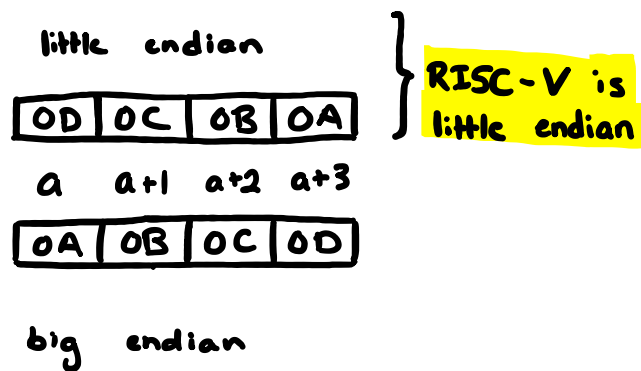 little endian
RISC-V is
little endian
0D 0C 0B 0A
a a+1 a+2 a+3
0A 0B 0C 0D
big endian